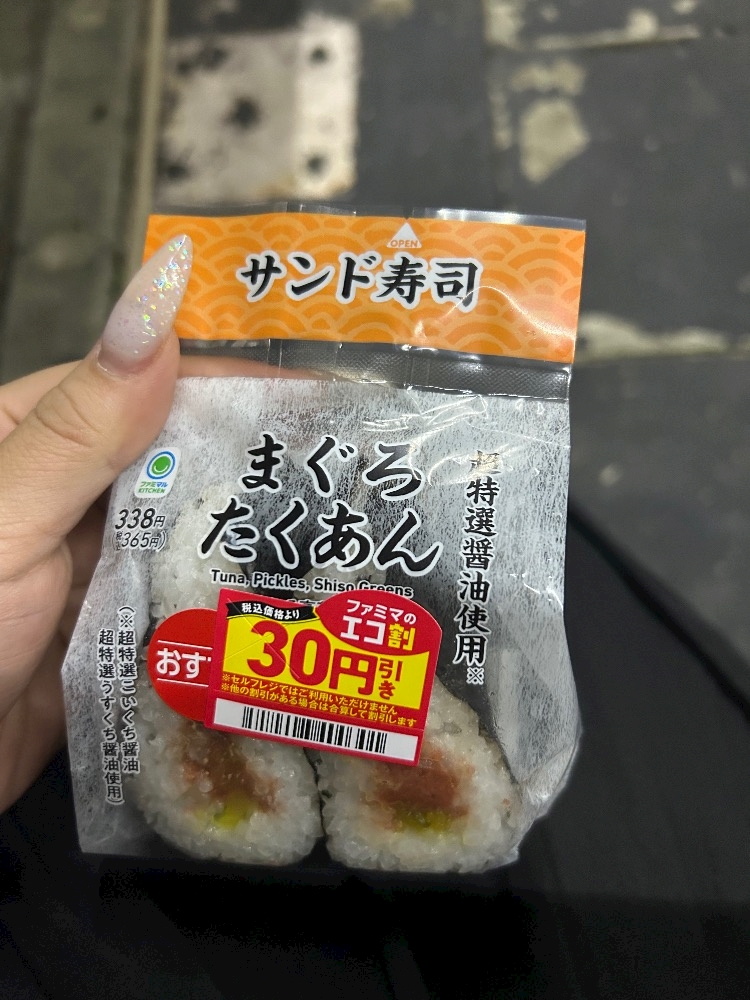 OPEN
サンド寿司
まぐろ
たくあん
Tuna, Pickles, Shiso Greens
超特選醤油使用※
ファミマル
KITCHEN
338円
365円)
税込価格より
ファミマの
エコ割
30円引き
※セルフレジではご利用いただけません
※他の割引がある場合は合算して割引します
おす
(※超特選こいくち醤油
超特選うすくち醤油使用)